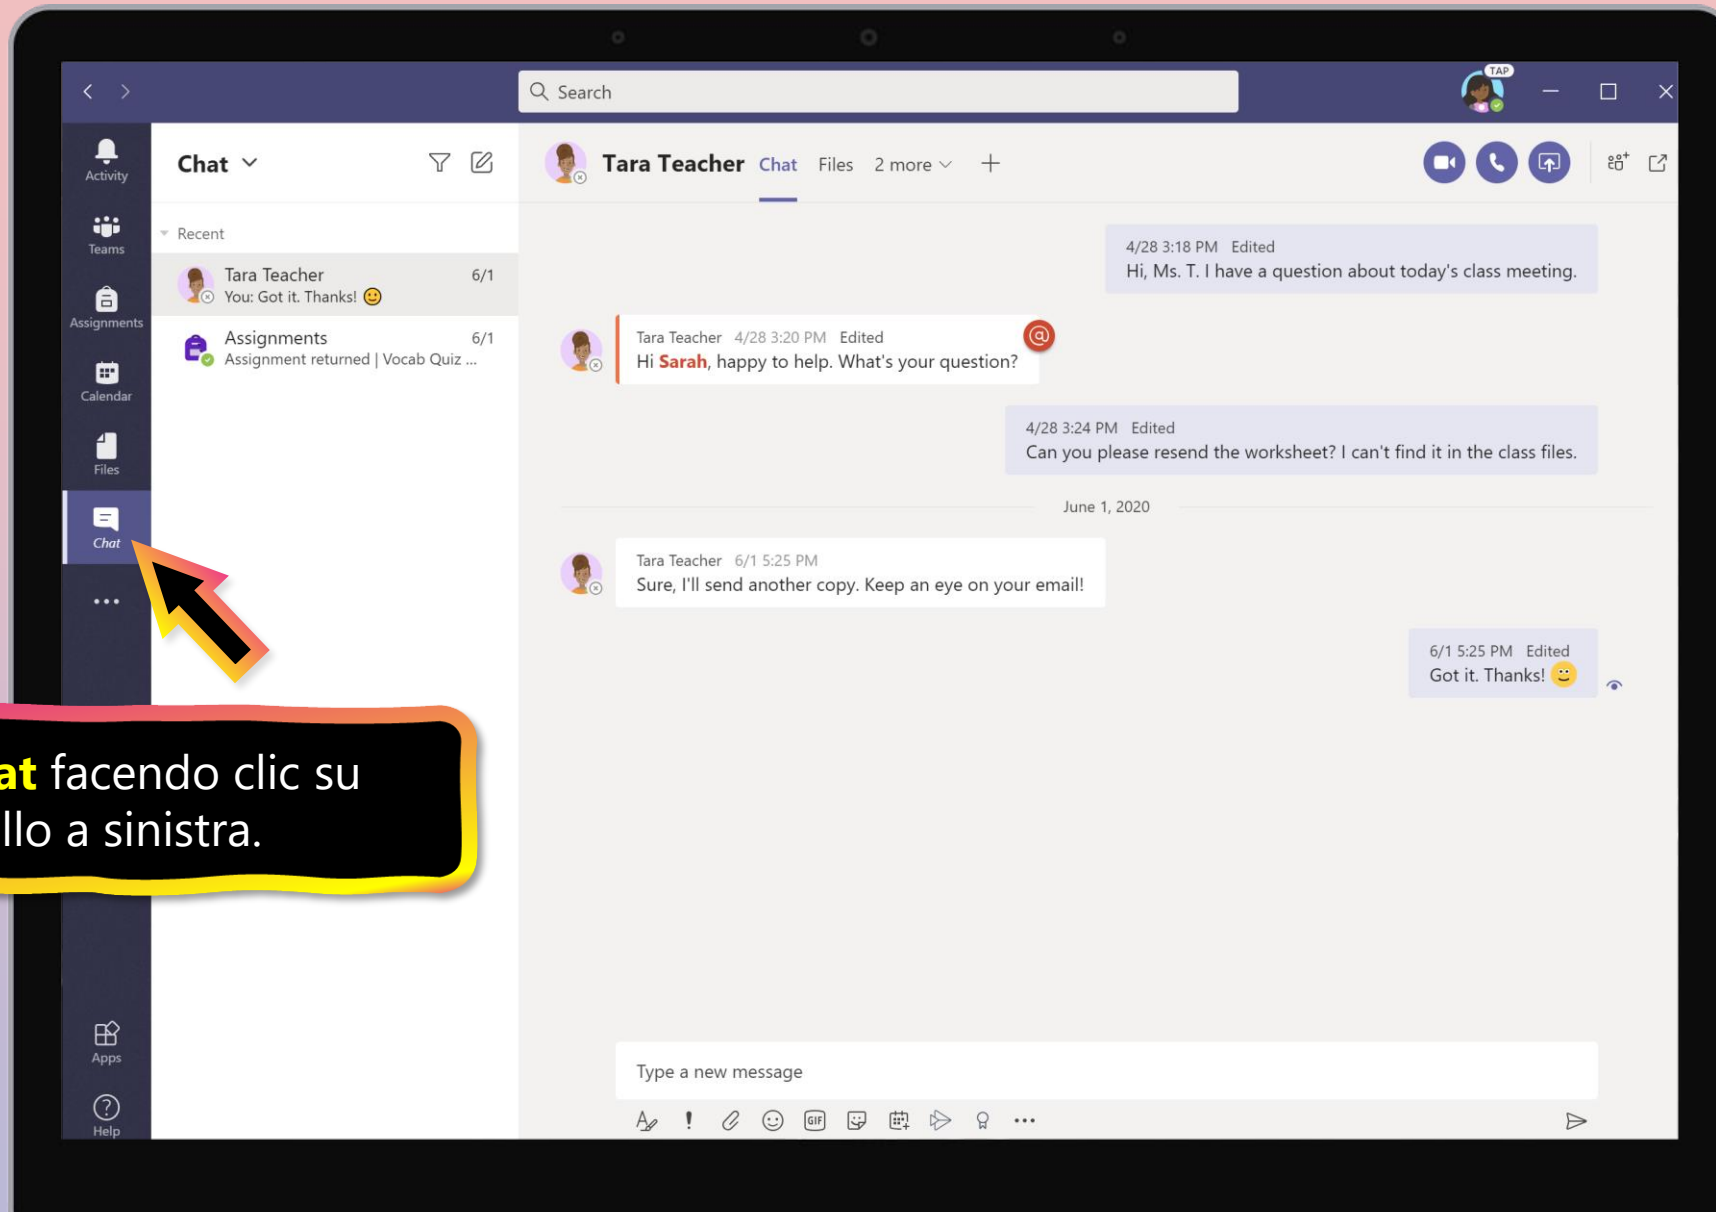 Search
TAP
Activity
Teams
Assignments
Calendar
Files
Chat
Apps
Help
Chat
Recent
Tara Teacher 6/1
You: Got it. Thanks!
Assignments 6/1
Assignment returned | Vocab Quiz ...
Tara Teacher Chat Files 2 more
4/28 3:18 PM Edited
Hi, Ms. T. I have a question about today's class meeting.
Tara Teacher 4/28 3:20 PM Edited
@
Hi Sarah, happy to help. What's your question?
4/28 3:24 PM Edited
Can you please resend the worksheet? I can't find it in the class files.
June 1, 2020
Tara Teacher 6/1 5:25 PM
Sure, I'll send another copy. Keep an eye on your email!
6/1 5:25 PM Edited
Got it. Thanks!
facendo clic su
a sinistra.
Type a new message
GIF